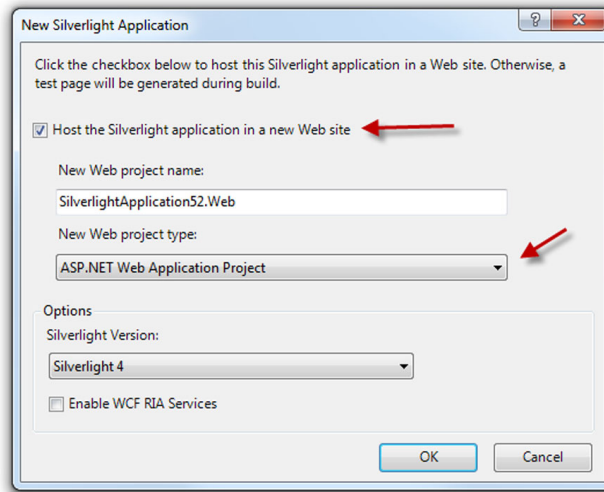 New Silverlight Application
Click the checkbox below to host this Silverlight application in a Web site. Otherwise, a
test page will be generated during build.
Host the Silverlight application in a new Web site
New Web project name:
SilverlightApplication52.Web
New Web project type:
ASP.NET Web Application Project
Options
Silverlight Version:
Silverlight 4
Enable WCF RIA Services
OK
Cancel